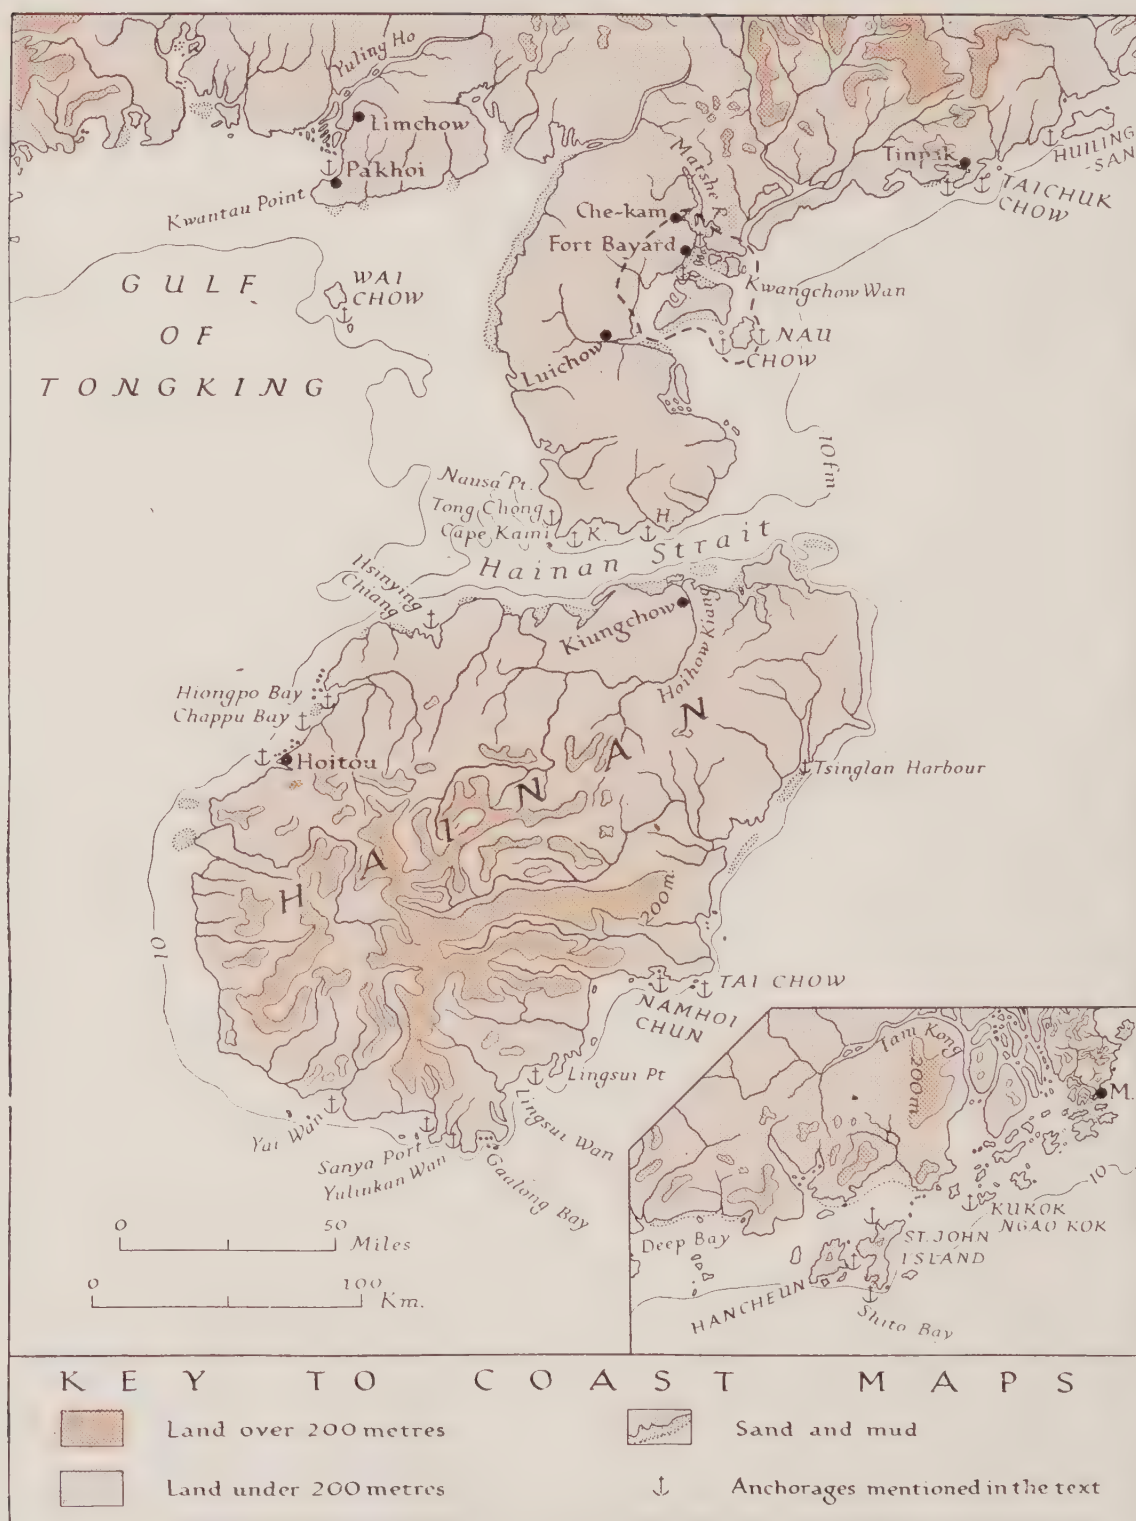 Yuling Ho
Limchow
Pakhoi
Kwantau Point
Matshe R.
Tinpak
HUILING
-SAN
TAICHUK
CHOW
Che-kam
Fort Bayard
Kwangchow Wan
NAU
CHOW
Luichow
GULF
OF
TONGKING
WAI
CHOW
10fm
Nausa Pt.
Tong Chong
Cape Kami
K.
H.
Hainan Strait
Hsinying
Chiang
Kiungchow
Hoihow Kiang
Hiongpo Bay
Chappu Bay
Hoitou
Tsinglan Harbour
HAINAN
200m.
10
TAI CHOW
NAMHOI
CHUN
Lingsui Pt
Lingsui Wan
Yai Wan
Sanya Port
Yulinkan Wan
Gaalong Bay
0 50
Miles
0 100
Km.
Tam Kong
200m.
M.
10
KUKOK
NGAO KOK
ST. JOHN
ISLAND
Deep Bay
HANCHEUN
Shito Bay
KEY TO COAST MAPS
Land over 200 metres
Sand and mud
Land under 200 metres
Anchorages mentioned in the text